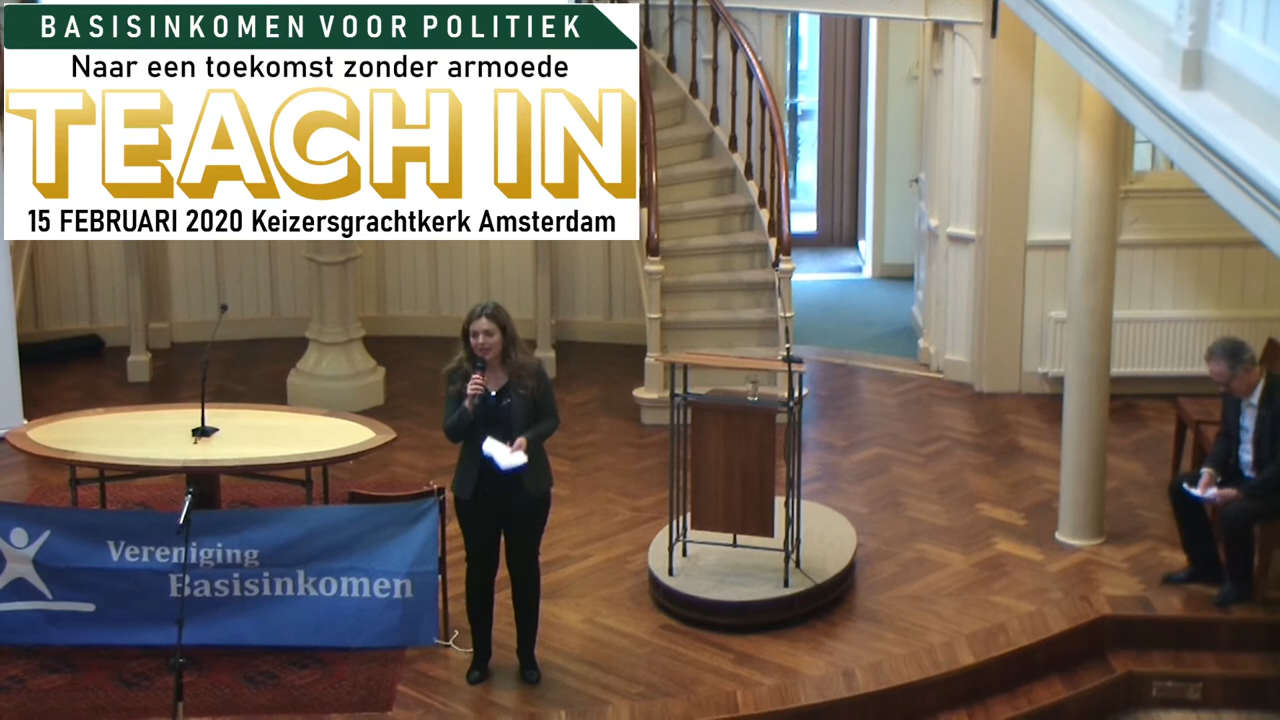 BASISINKOMEN VOOR POLITIEK
Naar een toekomst zonder armoede
TEACH IN
15 FEBRUARI 2020 Keizersgrachtkerk Amsterdam
Vereniging
Basisinkomen